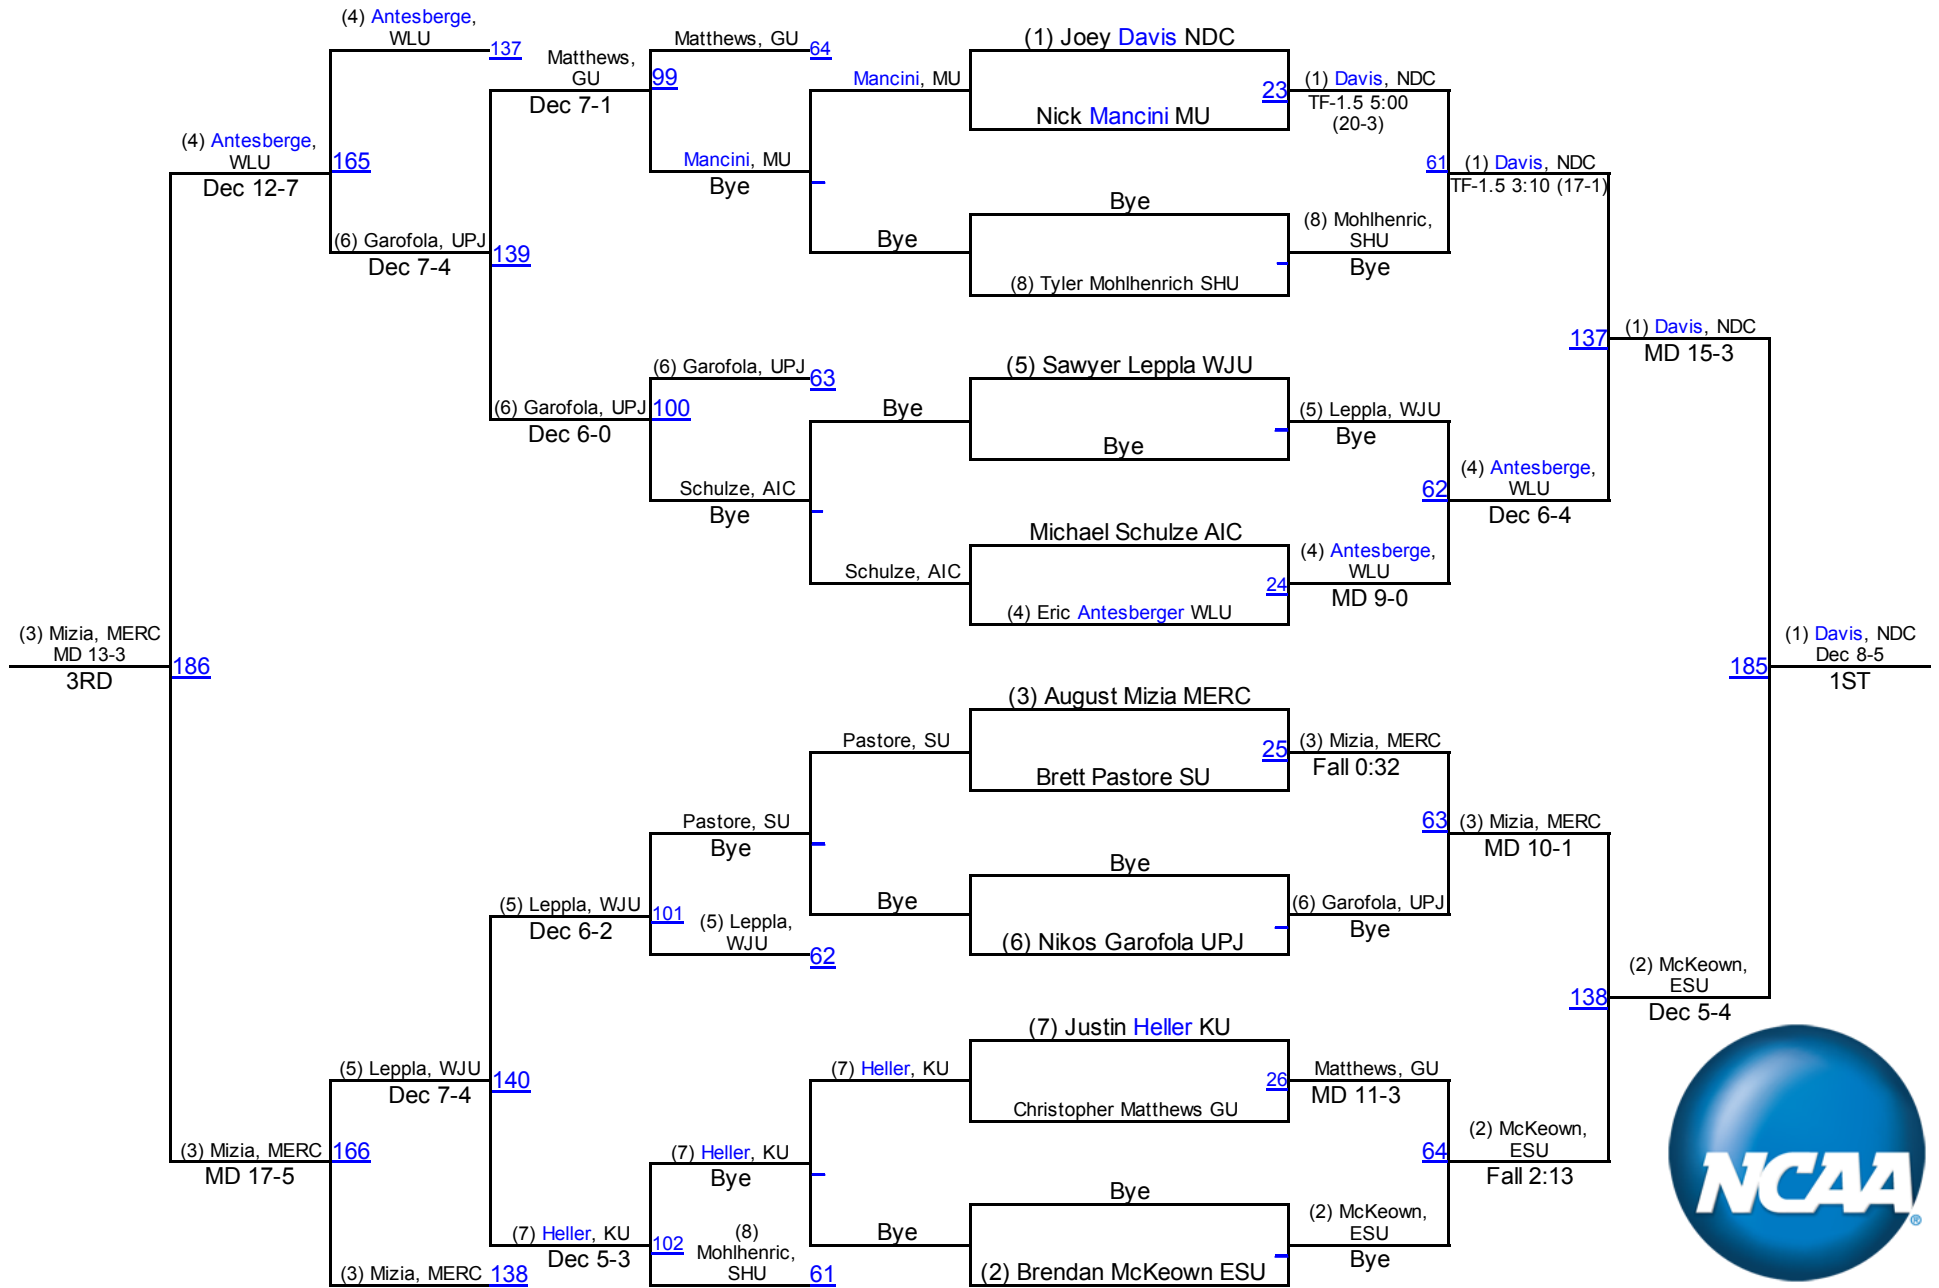 (4) Antesberge,
WLU
137
165
(4) Antesberge,
WLU
Dec 12-7
(6) Garofola, UPJ
Dec 7-4
139
Matthews,
GU
Dec 7-1
99
Matthews, GU
64
Mancini, MU
Bye
Mancini, MU
Bye
(6) Garofola, UPJ
Dec 6-0
100
(6) Garofola, UPJ
63
Schulze, AIC
Bye
Bye
Schulze, AIC
(3) Mizia, MERC
MD 13-3
3RD
186
(3) Mizia, MERC
MD 17-5
166
(5) Leppla, WJU
Dec 7-4
140
(3) Mizia, MERC
138
(5) Leppla, WJU
Dec 6-2
101
Pastore, SU
Bye
(5) Leppla,
WJU
62
Pastore, SU
Bye
(7) Heller, KU
Dec 5-3
102
(7) Heller, KU
Bye
(8)
Mohlhenric,
SHU
61
(7) Heller, KU
Bye
(1) Joey Davis NDC
23
Nick Mancini MU
Bye
(8) Tyler Mohlhenrich SHU
(5) Sawyer Leppla WJU
Bye
Michael Schulze AIC
24
(4) Eric Antesberger WLU
(3) August Mizia MERC
25
Brett Pastore SU
Bye
(6) Nikos Garofola UPJ
(7) Justin Heller KU
26
Christopher Matthews GU
Bye
(2) Brendan McKeown ESU
(1) Davis, NDC
TF-1.5 5:00
(20-3)
61
(8) Mohlhenric,
SHU
Bye
(5) Leppla, WJU
Bye
62
(4) Antesberge,
WLU
MD 9-0
(3) Mizia, MERC
Fall 0:32
63
(6) Garofola, UPJ
Bye
Matthews, GU
MD 11-3
64
(2) McKeown,
ESU
Bye
(1) Davis, NDC
TF-1.5 3:10 (17-1)
137
(4) Antesberge,
WLU
Dec 6-4
(3) Mizia, MERC
MD 10-1
138
(2) McKeown,
ESU
Fall 2:13
(1) Davis, NDC
MD 15-3
185
(2) McKeown,
ESU
Dec 5-4
(1) Davis, NDC
Dec 8-5
1ST
NCAA
®